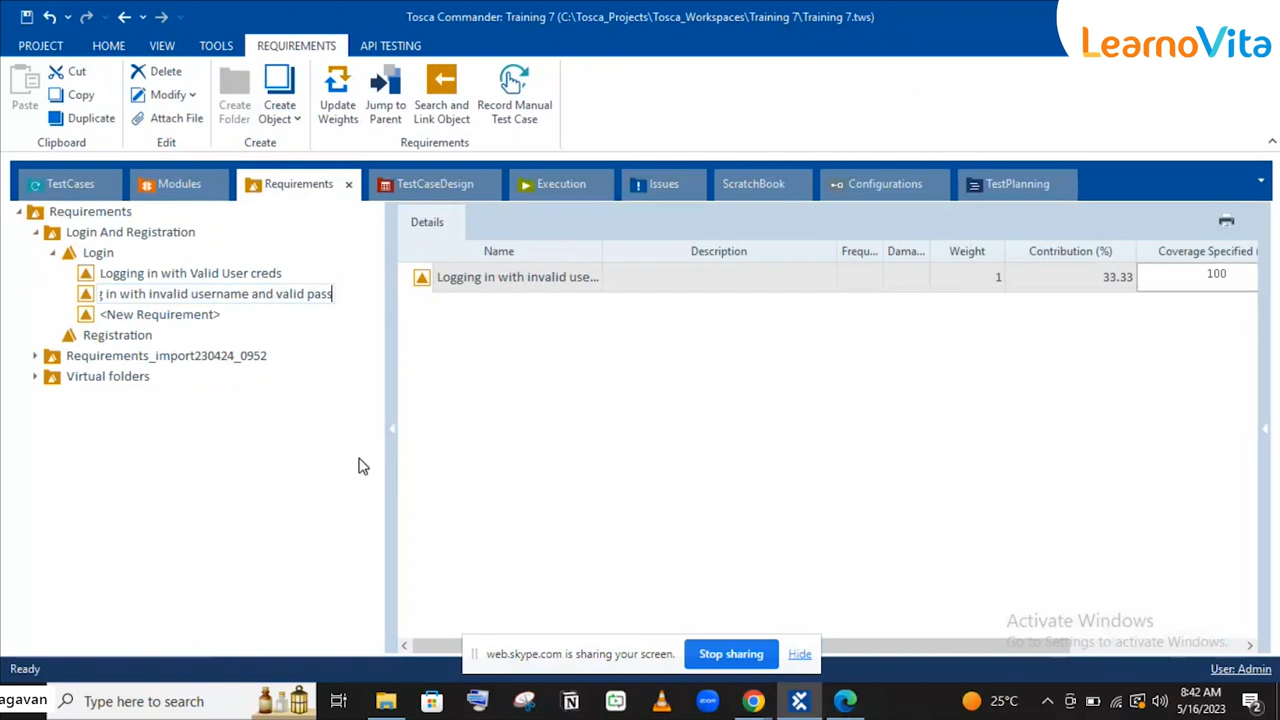 Tosca Commander: Training 7 (C:\Tosca_Projects\Tosca_Workspaces\Training 7\Training 7.tws)
LearnoVita
PROJECT HOME VIEW TOOLS REQUIREMENTS API TESTING
Paste
Cut
Copy
Duplicate
Clipboard
Delete
Modify
Attach File
Edit
Create Folder
Create Object
Create
Update Weights
Jump to Parent
Search and Link Object
Record Manual Test Case
Requirements
TestCases Modules Requirements TestCaseDesign Execution Issues ScratchBook Configurations TestPlanning
Requirements
Login And Registration
Login
Logging in with Valid User creds
g in with invalid username and valid pass
<New Requirement>
Registration
Requirements_import230424_0952
Virtual folders
Details
Name Description Frequ... Dama... Weight Contribution (%) Coverage Specified (
Logging in with invalid use... 1 33.33 100
Activate Windows
Go to Settings to activate Windows.
web.skype.com is sharing your screen. Stop sharing Hide
Ready User: Admin
agavan
Type here to search
25°C
8:42 AM
5/16/2023
2